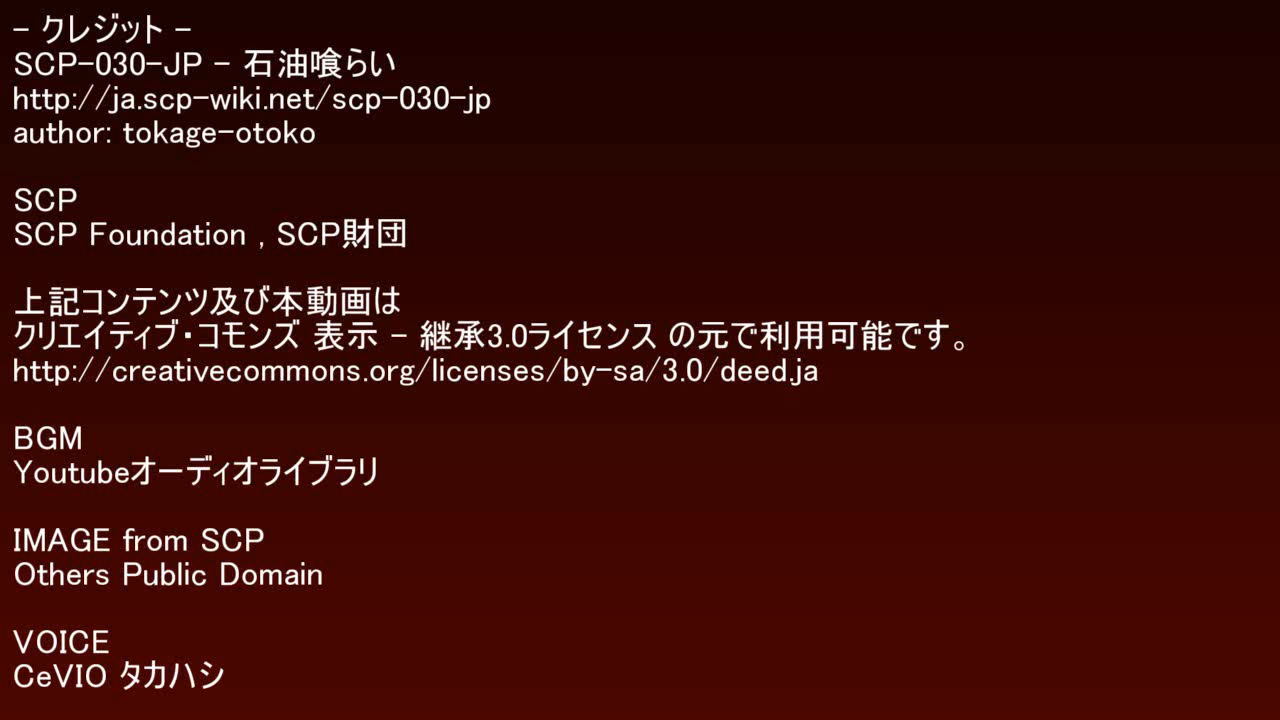 - クレジット -
SCP-030-JP - 石油喰らい
http://ja.scp-wiki.net/scp-030-jp
author: tokage-otoko
SCP
SCP Foundation , SCP財団
上記コンテンツ及び本動画は
クリエイティブ・コモンズ 表示 - 継承3.0ライセンス の元で利用可能です。
http://creativecommons.org/licenses/by-sa/3.0/deed.ja
BGM
Youtubeオーディオライブラリ
IMAGE from SCP
Others Public Domain
VOICE
CeVIO タカハシ